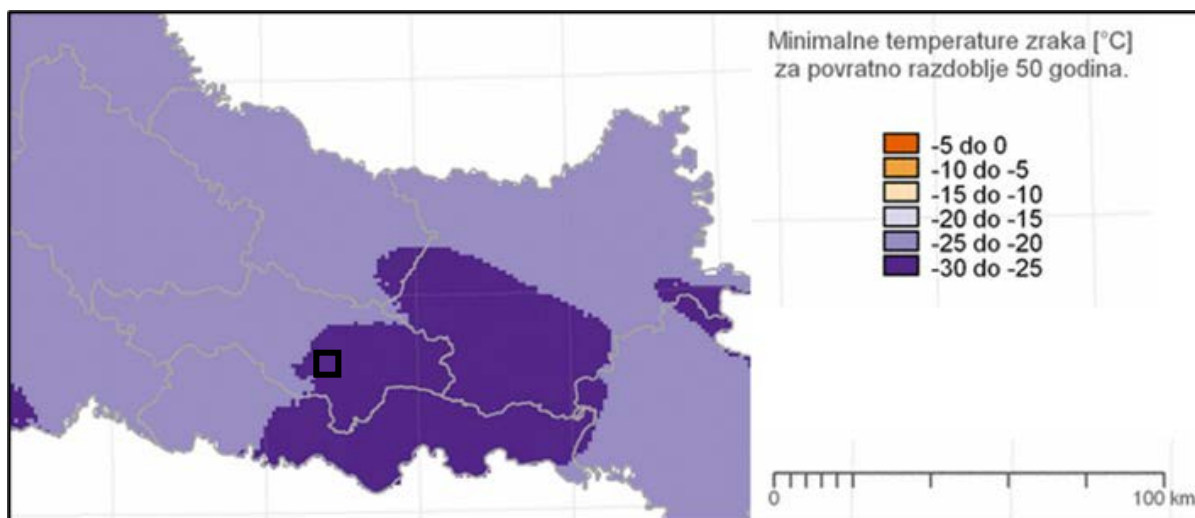 Minimalne temperature zraka [°C]
za povratno razdoblje 50 godina.
-5 do 0
-10 do -5
-15 do -10
-20 do -15
-25 do -20
-30 do -25
0 100 km